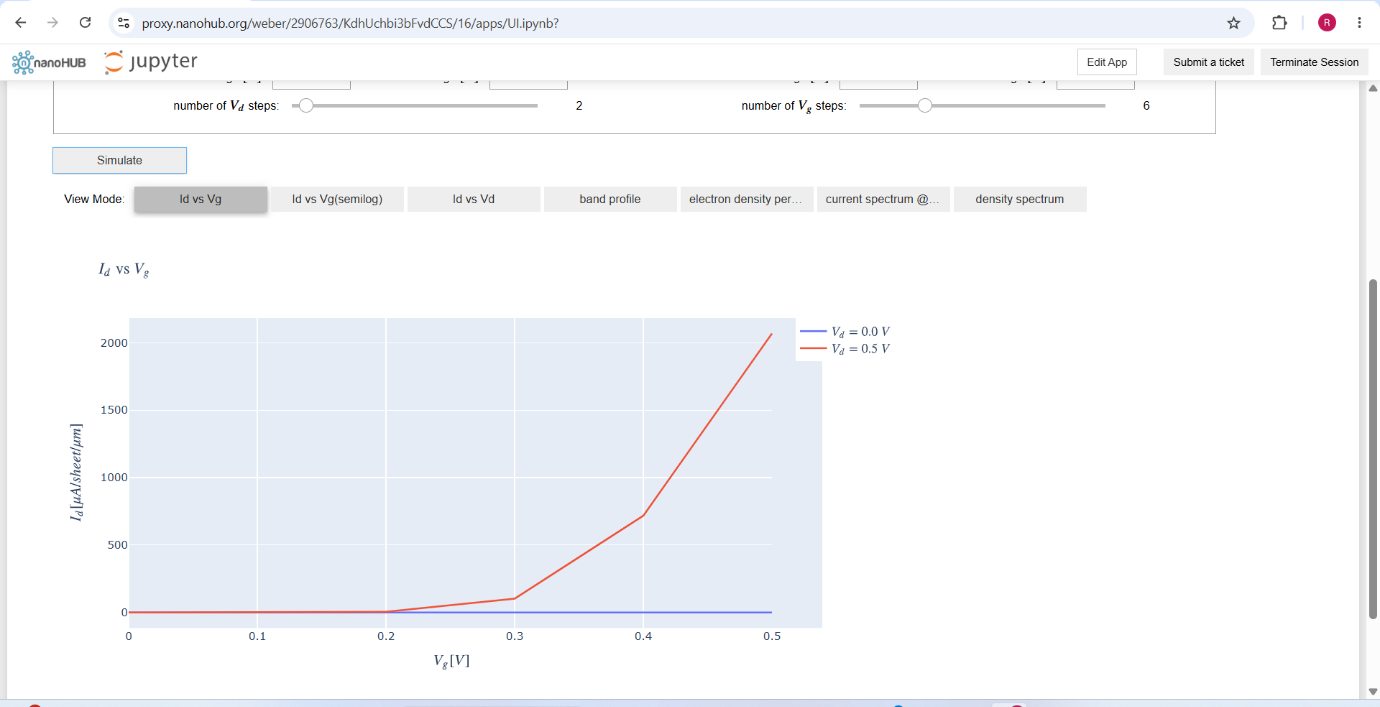 proxy.nanohub.org/weber/2906763/KdhUchbi3bFvdCCS/16/apps/UI.ipynb?
R
nanoHUB jupyter Edit App Submit a ticket Terminate Session
number of Vd steps: 2 number of Vg steps: 6
Simulate
View Mode: Id vs Vg Id vs Vg(semilog) Id vs Vd band profile electron density per... current spectrum @... density spectrum
Id vs Vg
Vd = 0.0 V
Vd = 0.5 V
2000
1500
1000
500
0
Id[μA/sheet/μm]
0 0.1 0.2 0.3 0.4 0.5
Vg[V]